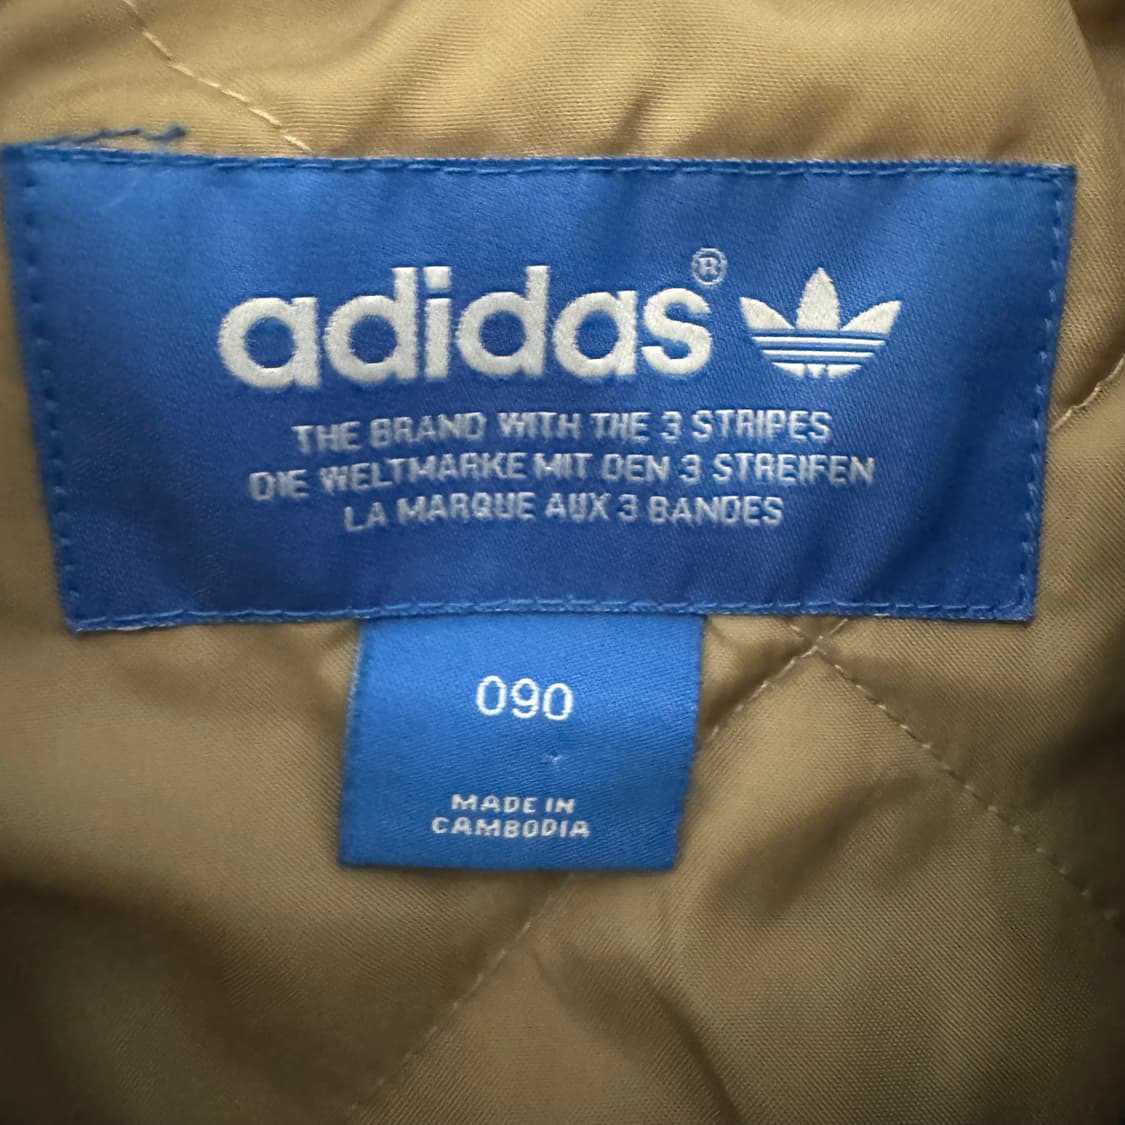 adidas®
THE BRAND WITH THE 3 STRIPES
DIE WELTMARKE MIT DEN 3 STREIFEN
LA MARQUE AUX 3 BANDES
090
MADE IN
CAMBODIA